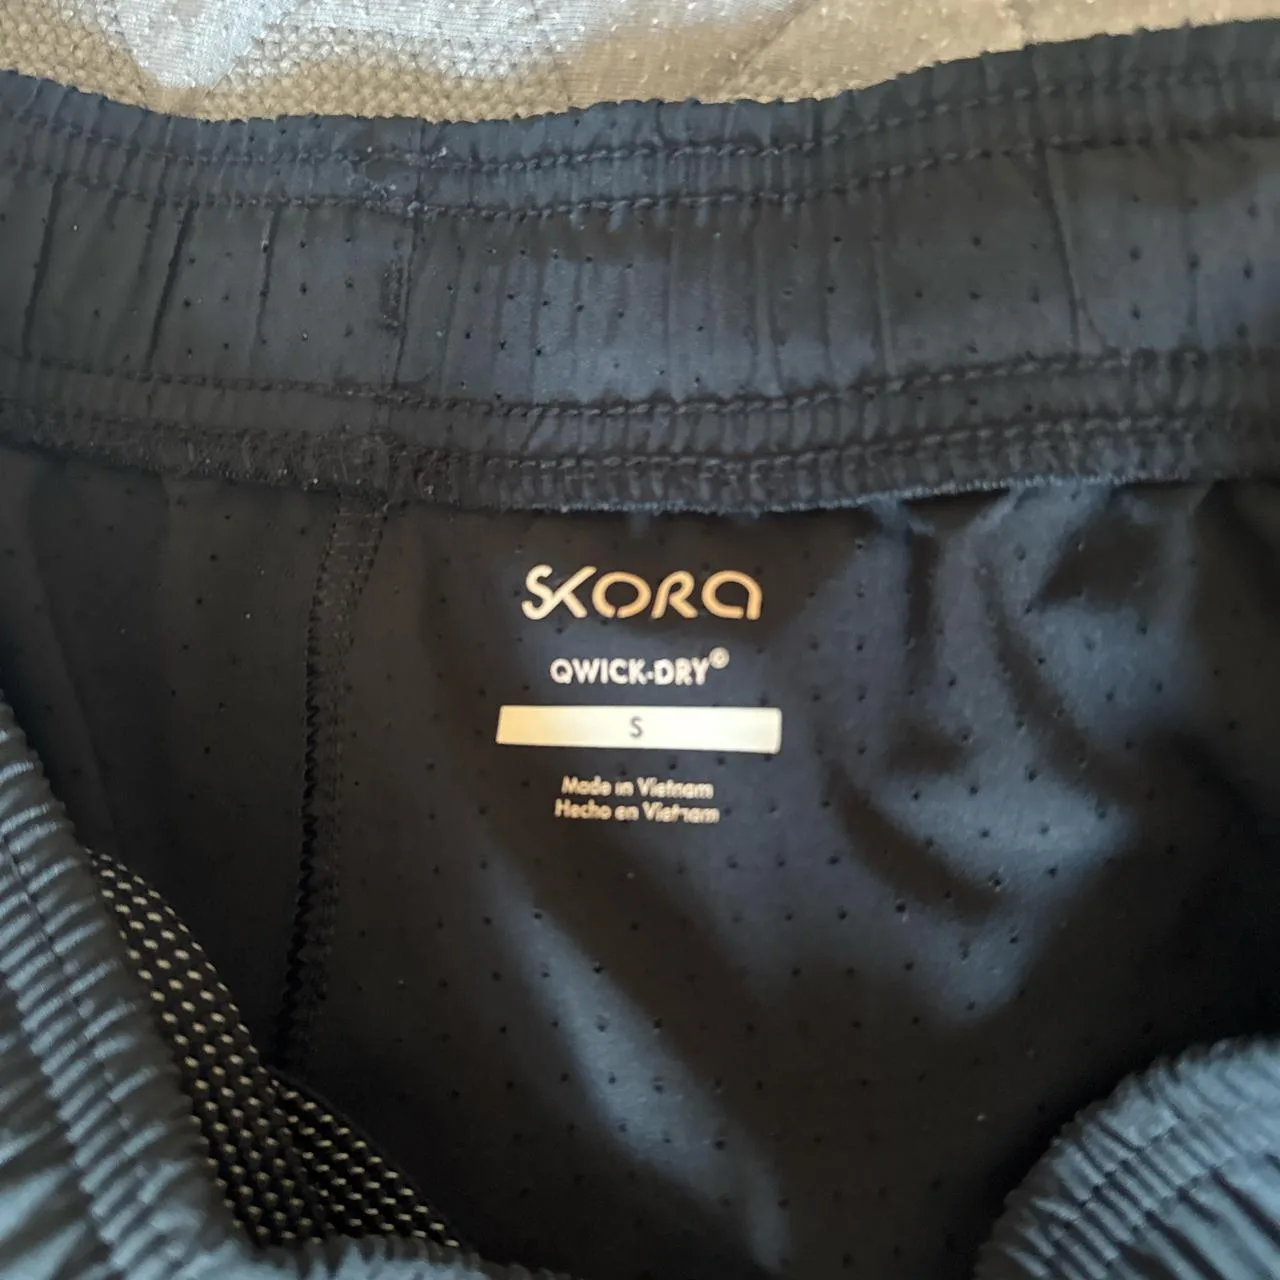 SKORA
QWICK-DRY©
S
Made in Vietnam
Hecho en Vietnam